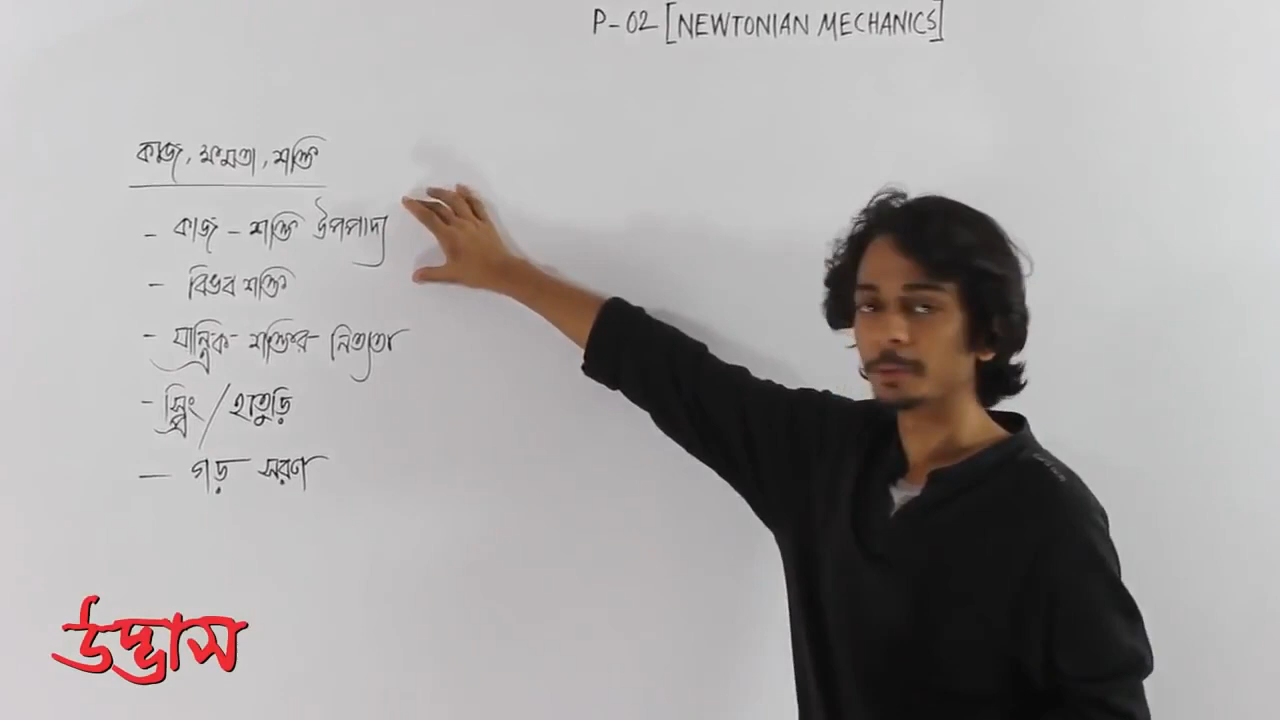 P-02 [NEWTONIAN MECHANICS]
কাজ, ক্ষমতা, শক্তি
- কাজ - শক্তি উপপাদ্য
- বিভব শক্তি
- যান্ত্রিক শক্তির নিত্যতা
- স্প্রিং / হাতুড়ি
- গড় সরণ
উদ্ভাস